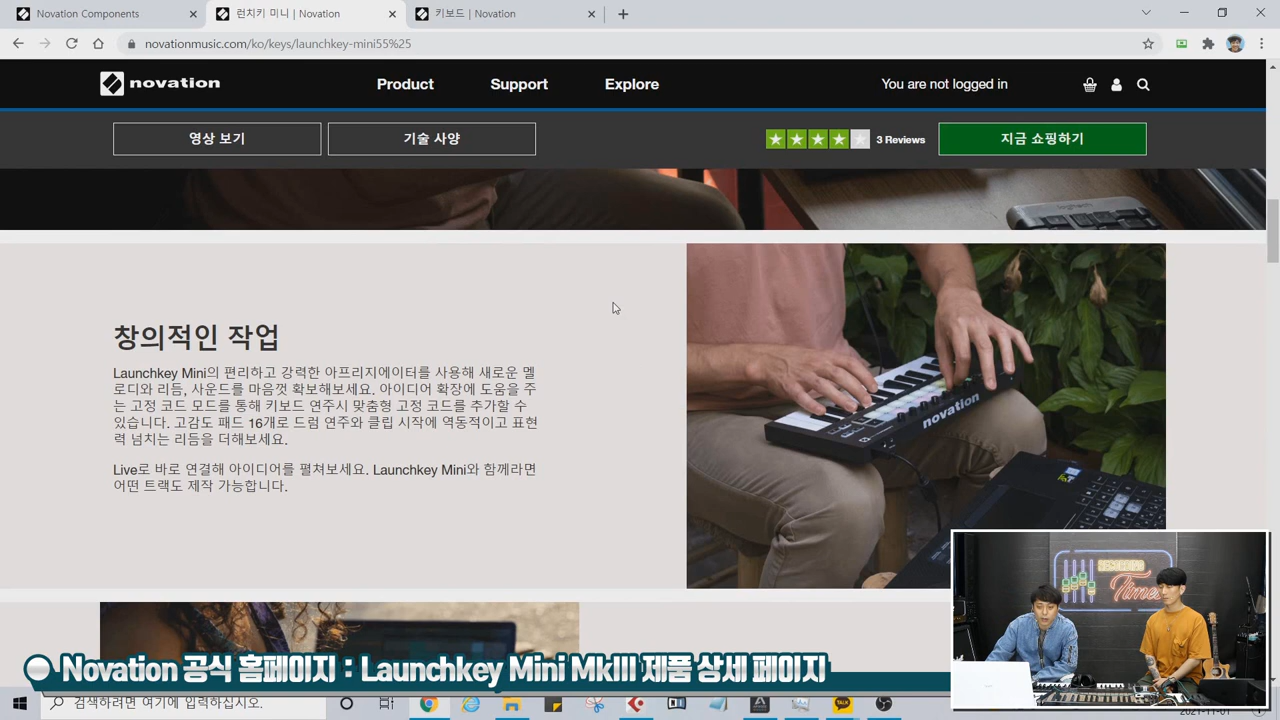 Novation Components
런치키 미니 | Novation
키보드 | Novation
novationmusic.com/ko/keys/launchkey-mini55%25
novation
Product
Support
Explore
You are not logged in
영상 보기
기술 사양
3 Reviews
지금 쇼핑하기
창의적인 작업
Launchkey Mini의 편리하고 강력한 아프리지에이터를 사용해 새로운 멜
로디와 리듬, 사운드를 마음껏 확보해보세요. 아이디어 확장에 도움을 주
는 고정 코드 모드를 통해 키보드 연주시 맞춤형 고정 코드를 추가할 수
있습니다. 고감도 패드 16개로 드럼 연주와 클립 시작에 역동적이고 표현
력 넘치는 리듬을 더해보세요.
Live로 바로 연결해 아이디어를 펼쳐보세요. Launchkey Mini와 함께라면
어떤 트랙도 제작 가능합니다.
novation
logitech
RECORDING
Times
Novation 공식 홈페이지 : Launchkey Mini MkIII 제품 상세 페이지
검색하려면 여기에 입력하십시오.
TALK
2021-11-01